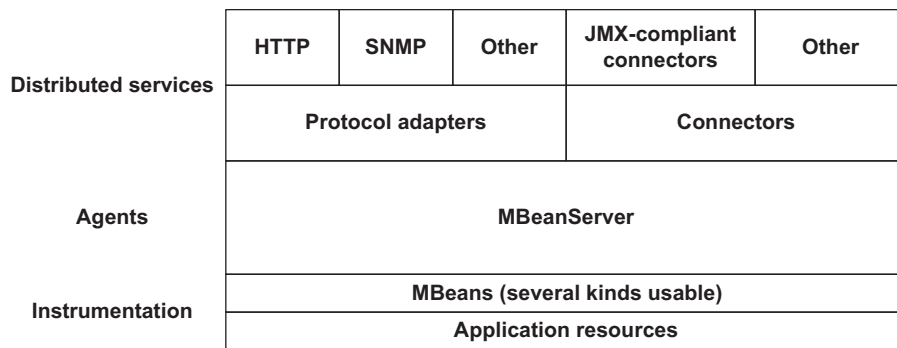 HTTP
SNMP
Other
JMX-compliant
connectors
Other
Distributed services
Protocol adapters
Connectors
Agents
MBeanServer
Instrumentation
MBeans (several kinds usable)
Application resources